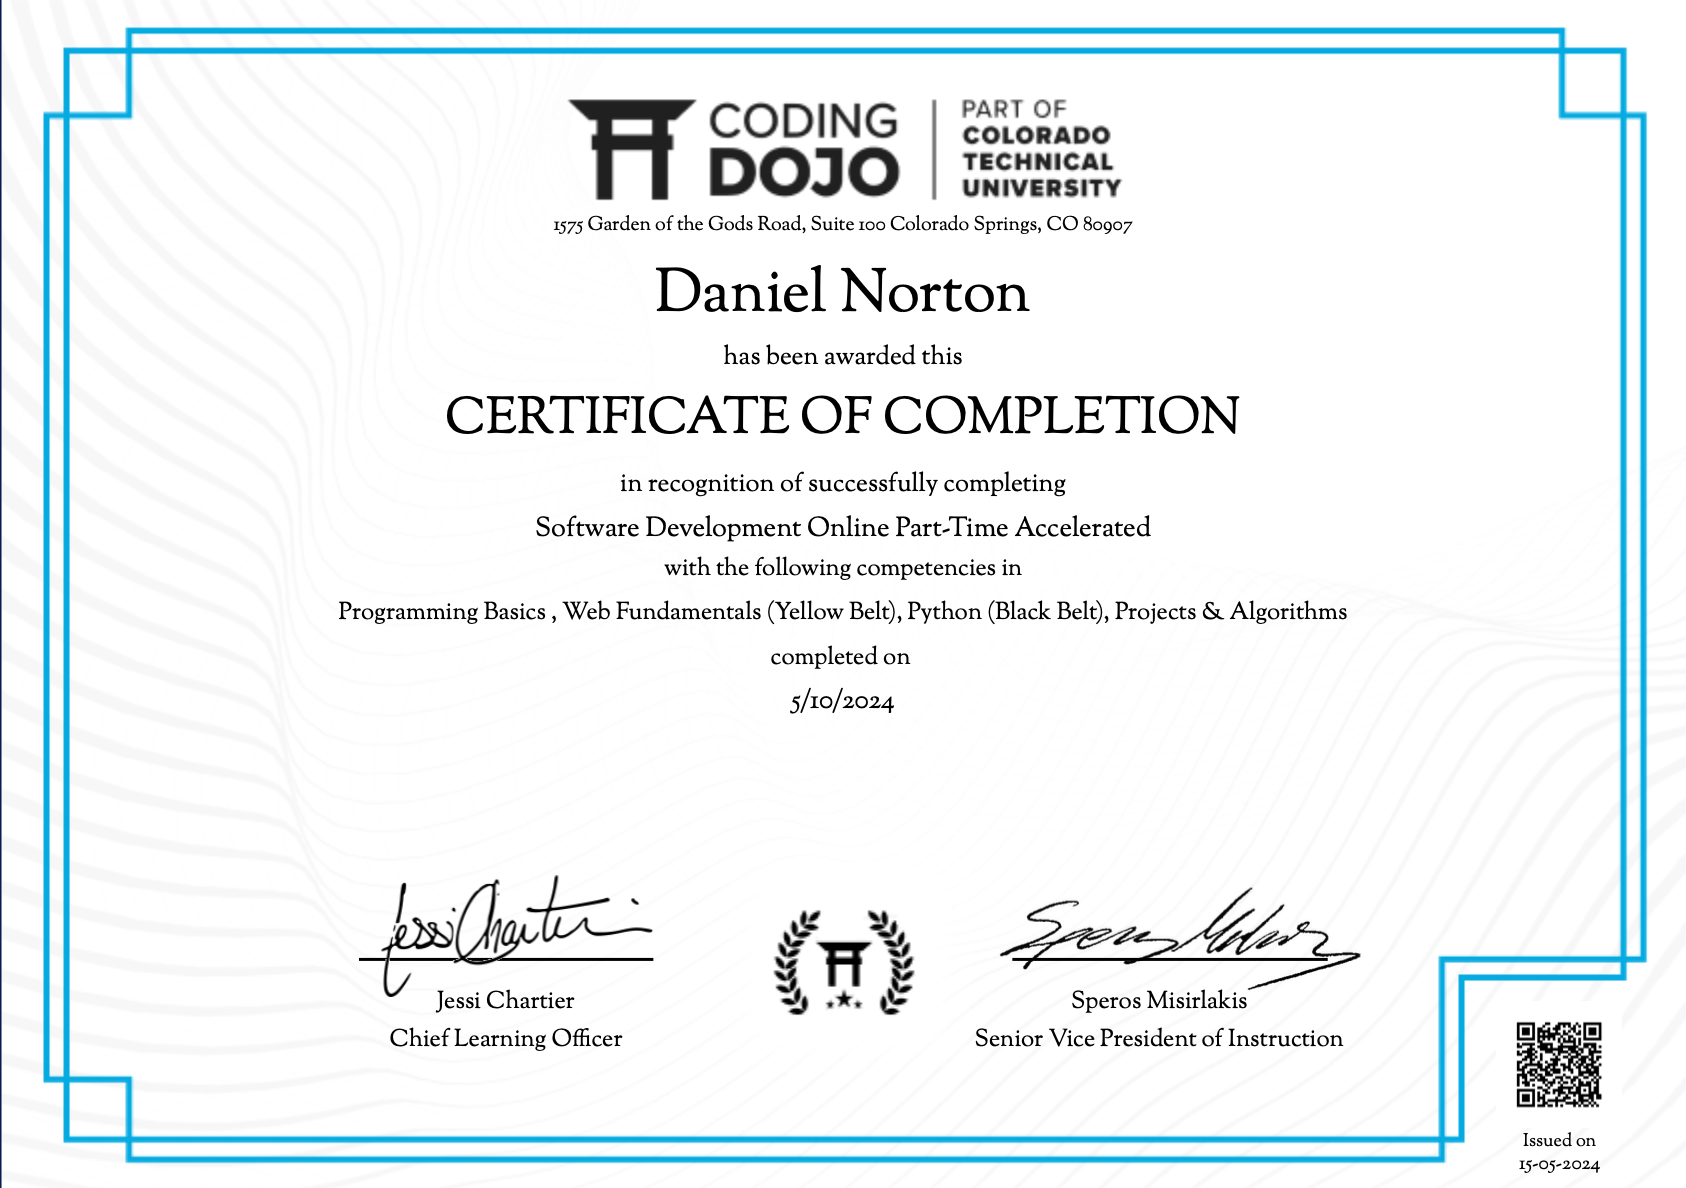 CODING
DOJO
PART OF
COLORADO
TECHNICAL
UNIVERSITY
1575 Garden of the Gods Road, Suite 100 Colorado Springs, CO 80907
Daniel Norton
has been awarded this
CERTIFICATE OF COMPLETION
in recognition of successfully completing
Software Development Online Part-Time Accelerated
with the following competencies in
Programming Basics , Web Fundamentals (Yellow Belt), Python (Black Belt), Projects & Algorithms
completed on
5/10/2024
Jessi Chartier
Jessi Chartier
Chief Learning Officer
Speros Misirlakis
Senior Vice President of Instruction
Issued on
15-05-2024